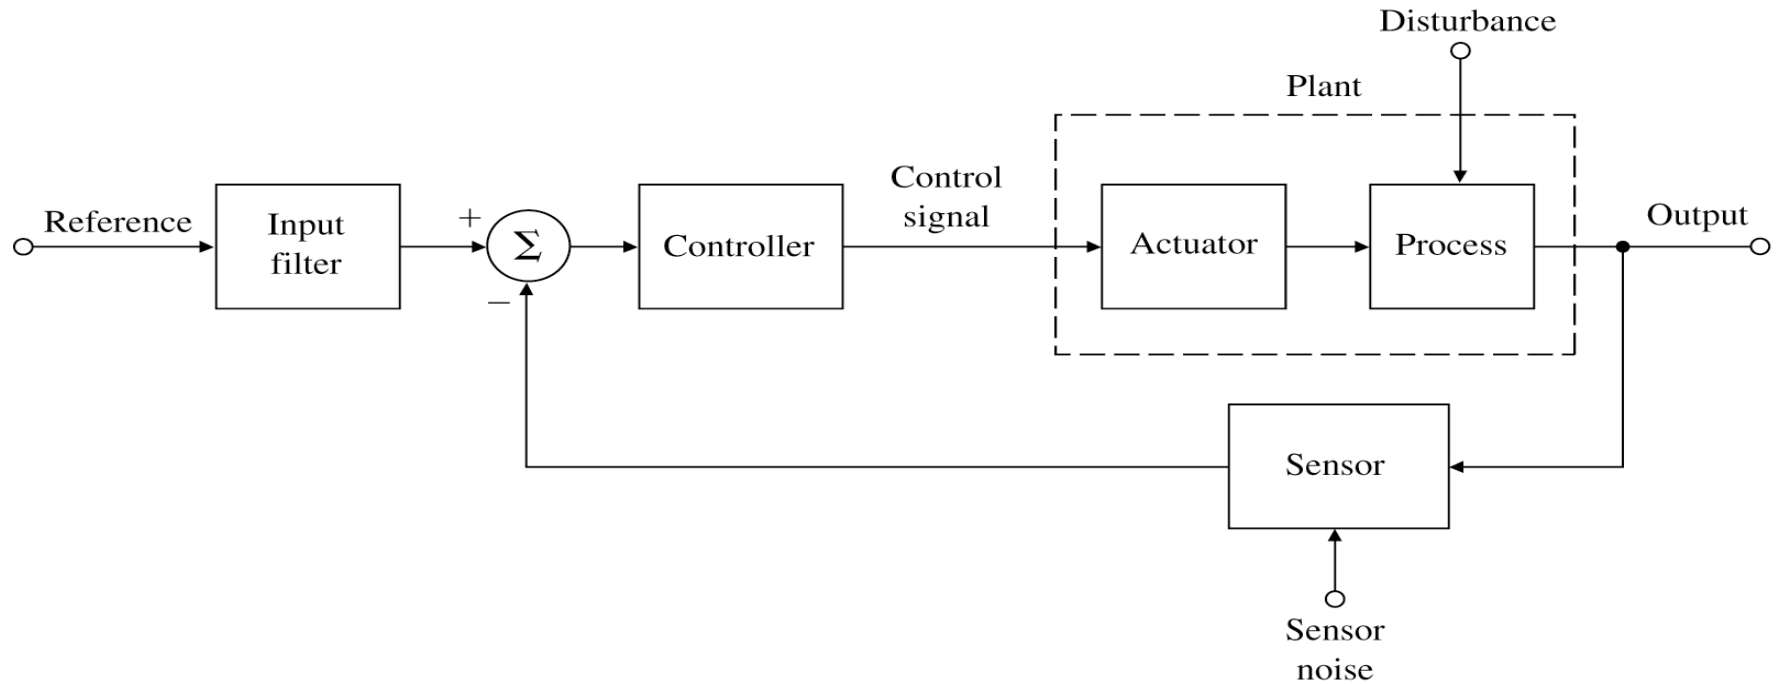 Disturbance
Plant
Control
signal
Reference
Input
filter
+
Σ
−
Controller
Actuator
Process
Output
Sensor
Sensor
noise